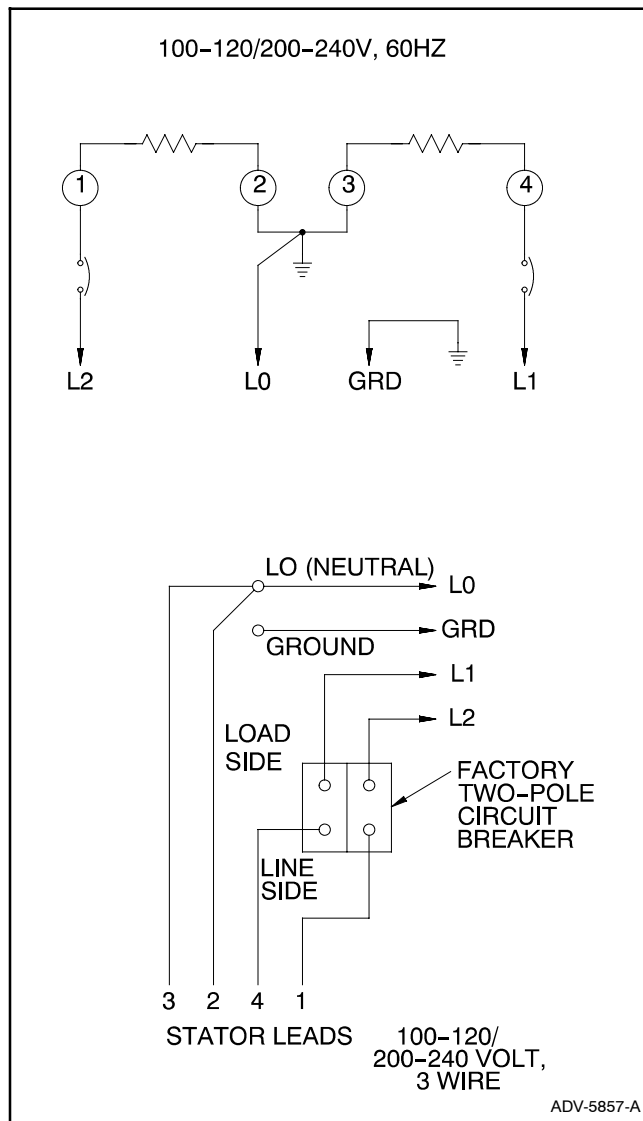 100–120/200–240V, 60HZ
1
2
3
4
L2
L0
GRD
L1
LO (NEUTRAL)
L0
GROUND
GRD
L1
L2
LOAD
SIDE
FACTORY
TWO–POLE
CIRCUIT
BREAKER
LINE
SIDE
3 2 4 1
STATOR LEADS
100–120/
200–240 VOLT,
3 WIRE
ADV-5857-A